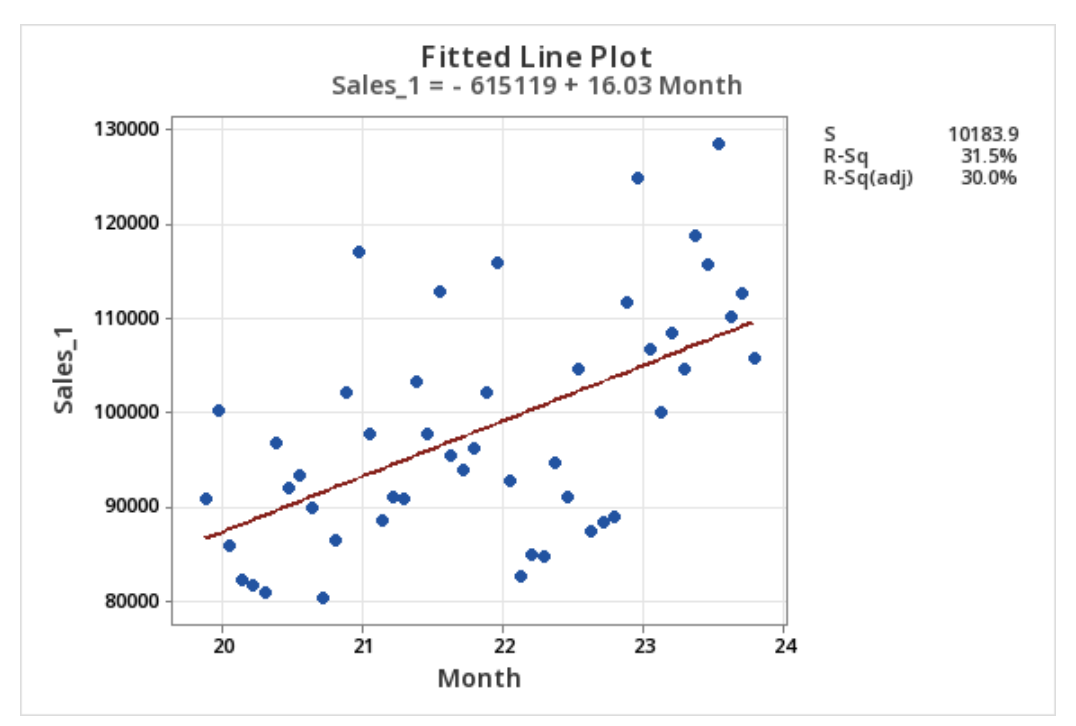 Fitted Line Plot
Sales_1 = - 615119 + 16.03 Month
S 10183.9
R-Sq 31.5%
R-Sq(adj) 30.0%
130000
120000
110000
100000
90000
80000
Sales_1
20 21 22 23 24
Month